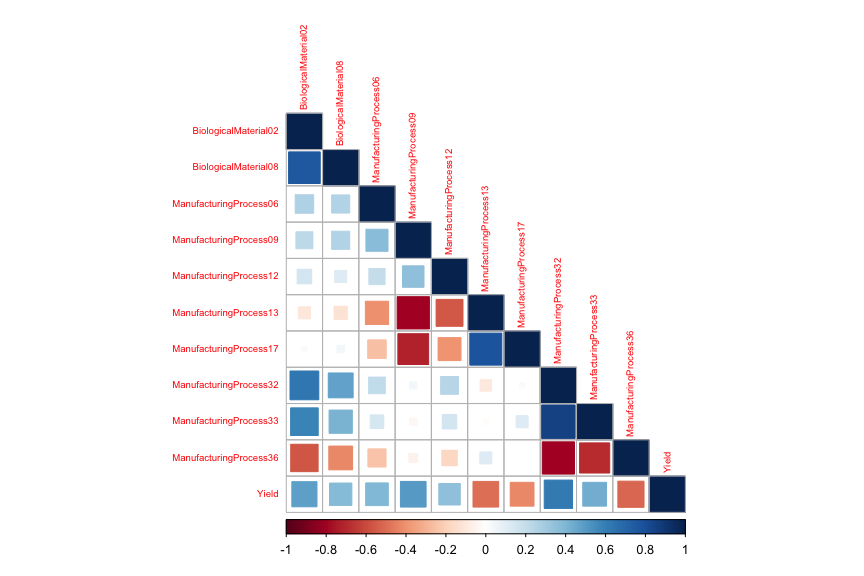 BiologicalMaterial02
BiologicalMaterial08
ManufacturingProcess06
ManufacturingProcess09
ManufacturingProcess12
ManufacturingProcess13
ManufacturingProcess17
ManufacturingProcess32
ManufacturingProcess33
ManufacturingProcess36
Yield
BiologicalMaterial02
BiologicalMaterial08
ManufacturingProcess06
ManufacturingProcess09
ManufacturingProcess12
ManufacturingProcess13
ManufacturingProcess17
ManufacturingProcess32
ManufacturingProcess33
ManufacturingProcess36
Yield
-1 -0.8 -0.6 -0.4 -0.2 0 0.2 0.4 0.6 0.8 1